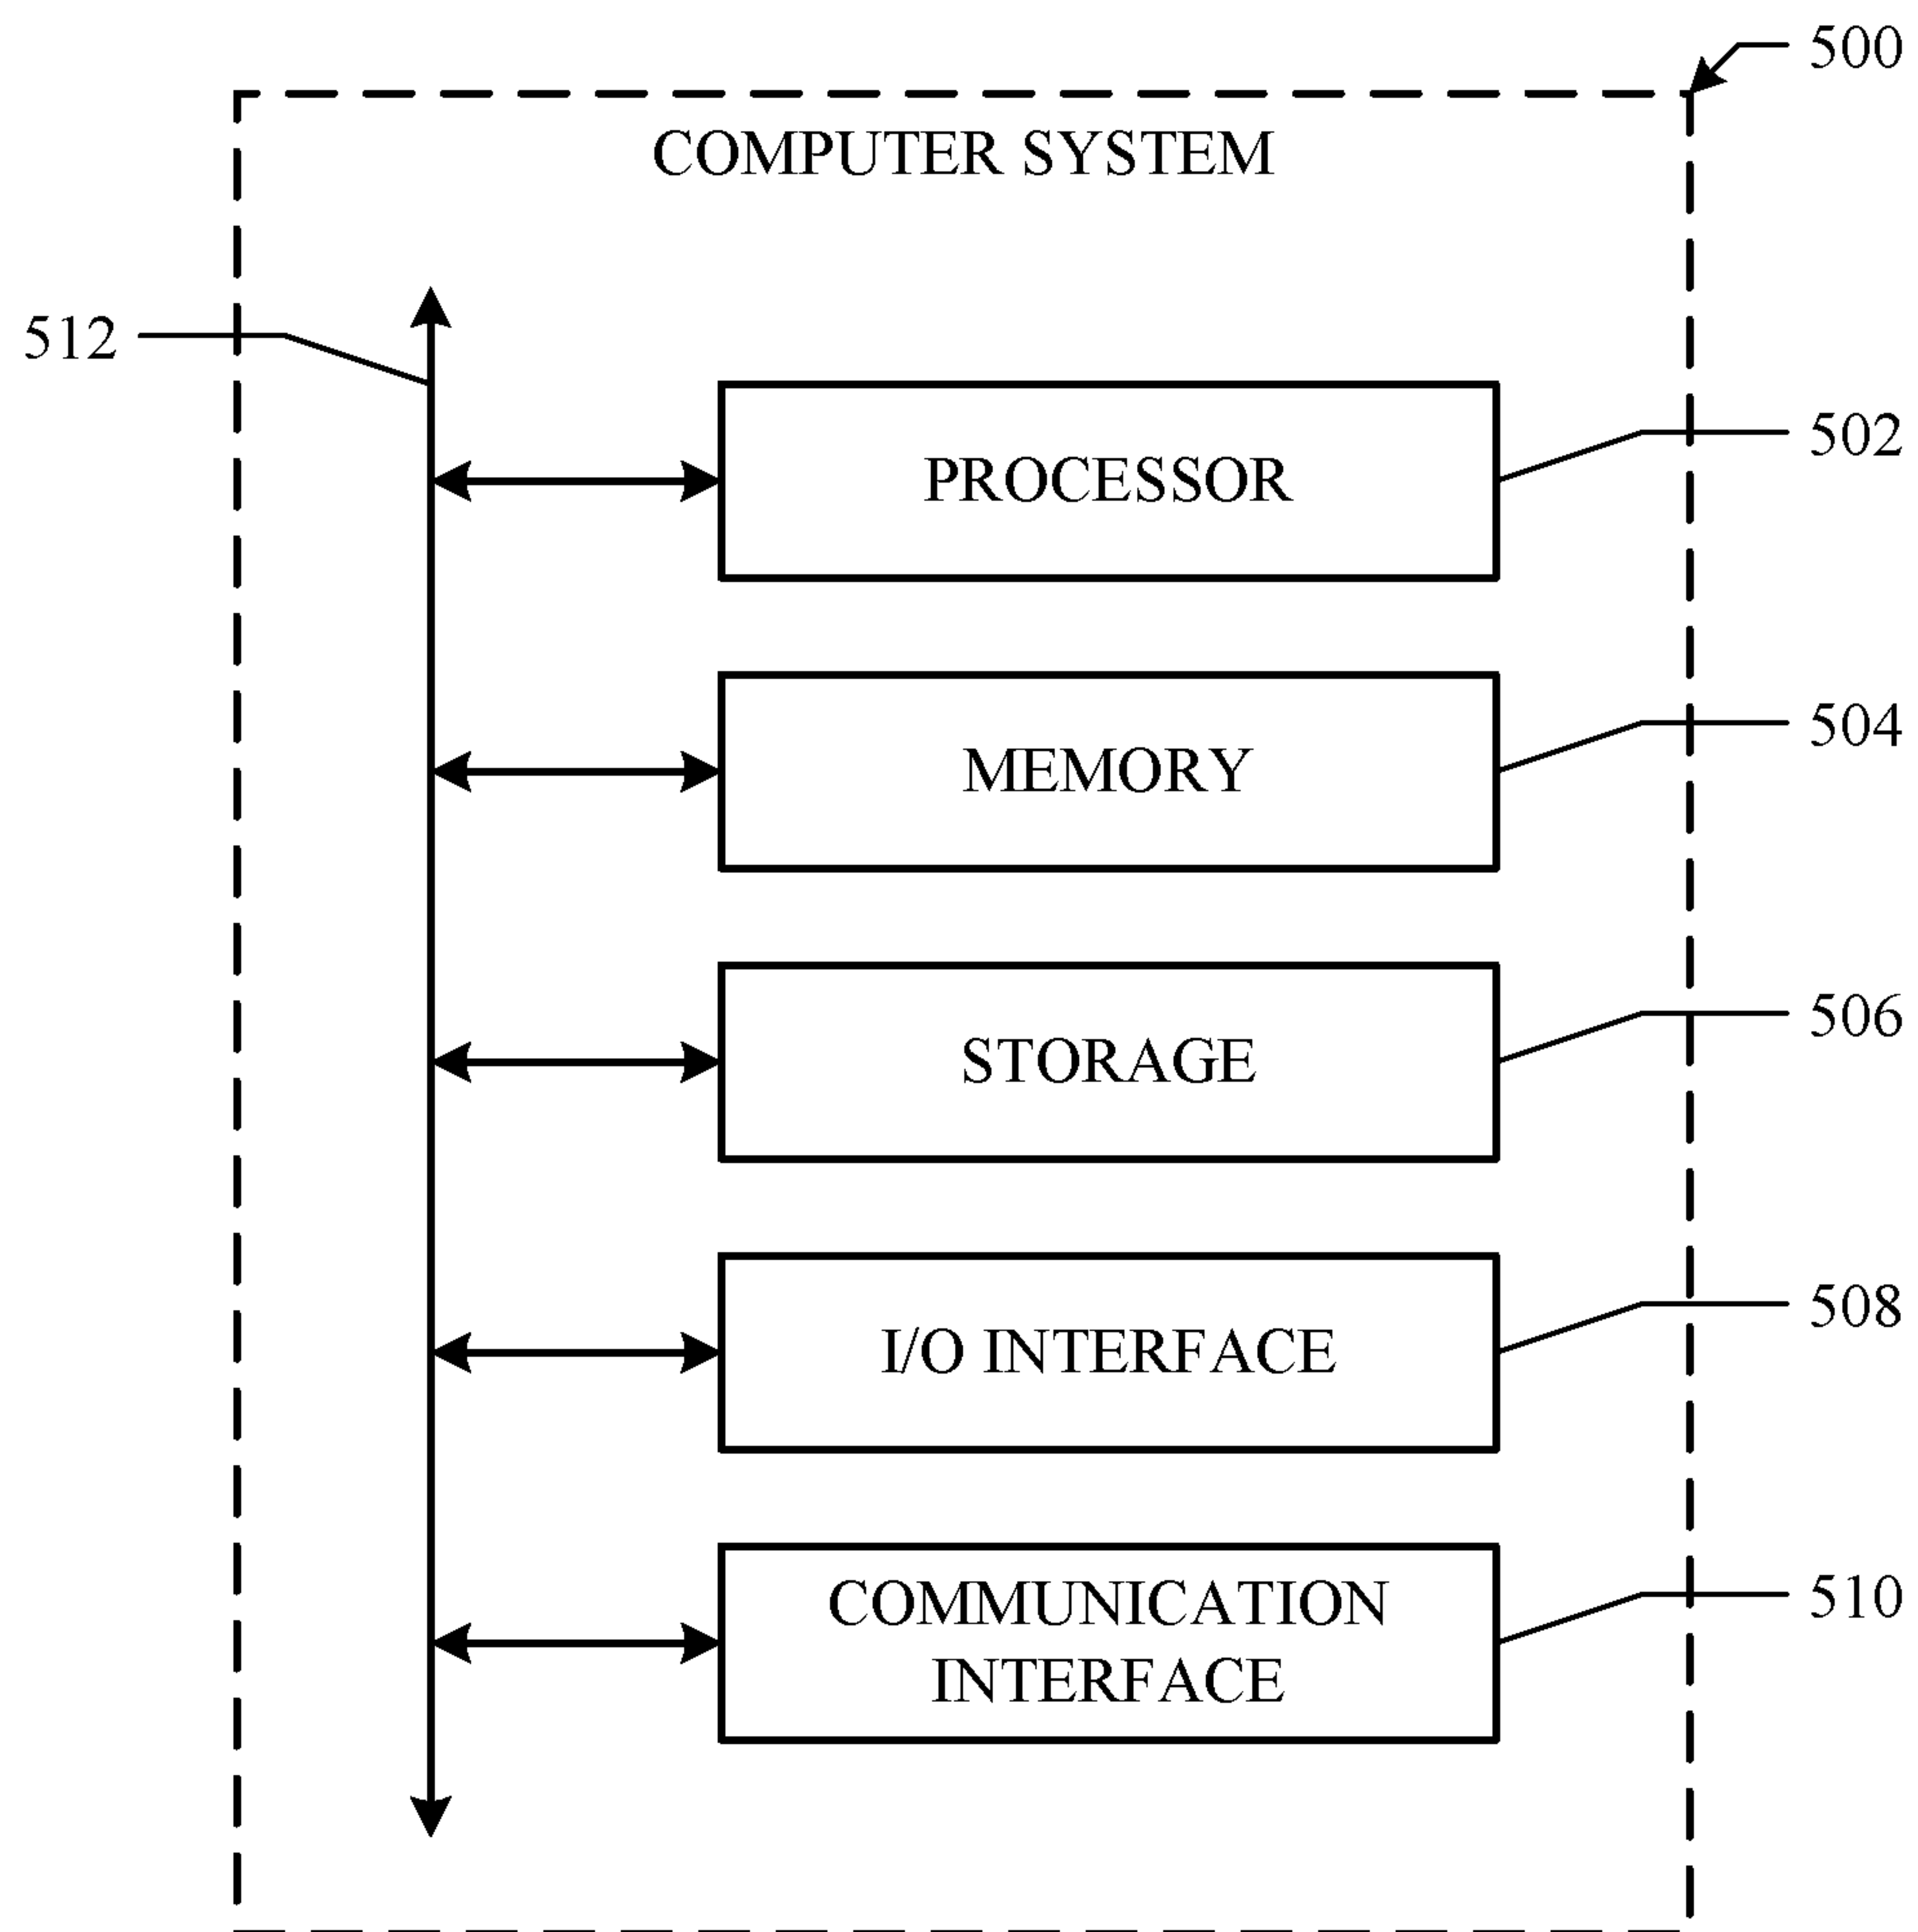 500
COMPUTER SYSTEM
512
PROCESSOR
502
MEMORY
504
STORAGE
506
I/O INTERFACE
508
COMMUNICATION
INTERFACE
510